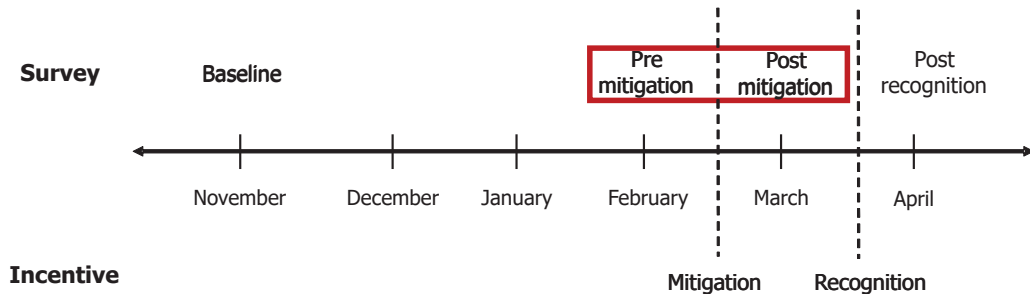 Survey
Baseline
Pre
mitigation
Post
mitigation
Post
recognition
November
December
January
February
March
April
Incentive
Mitigation
Recognition